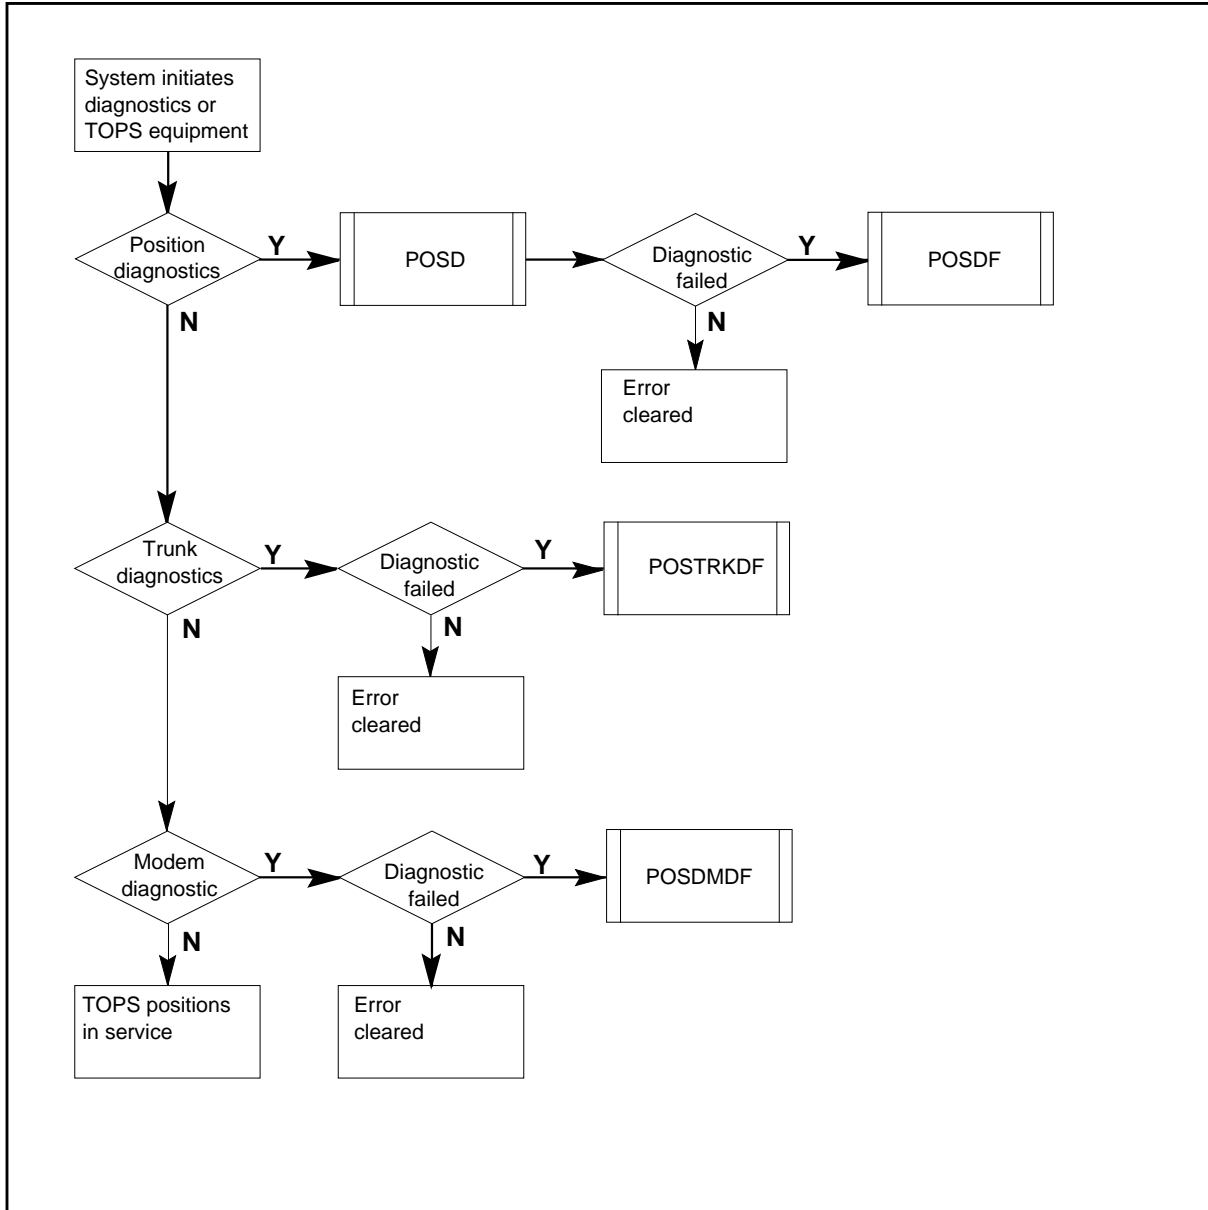 System initiates
diagnostics or
TOPS equipment
Position
diagnostics
Y
POSD
Diagnostic
failed
Y
POSDF
N
N
Error
cleared
Trunk
diagnostics
Y
Diagnostic
failed
Y
POSTRKDF
N
N
Error
cleared
Modem
diagnostic
Y
Diagnostic
failed
Y
POSDMDF
N
N
TOPS positions
in service
Error
cleared